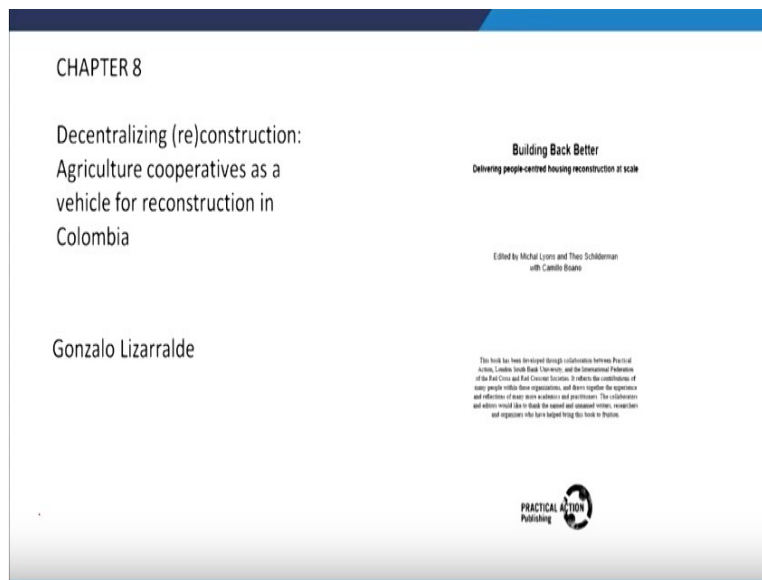 CHAPTER 8
Decentralizing (re)construction:
Agriculture cooperatives as a
vehicle for reconstruction in
Colombia
Gonzalo Lizarralde
Building Back Better
Delivering people-centred housing reconstruction at scale
Edited by Michal Lyons and Theo Schilderman
with Camillo Boano
This book has been developed through collaboration between Practical
Action, London South Bank University, and the International Federation
of the Red Cross and Red Crescent Societies. It reflects the contributions of
many people within these organizations, and draws together the experience
and reflections of many more academics and practitioners. The collaborators
and editors would like to thank the named and unnamed writers, researchers
and organizers who have helped bring this book to fruition.
PRACTICAL ACTION
Publishing